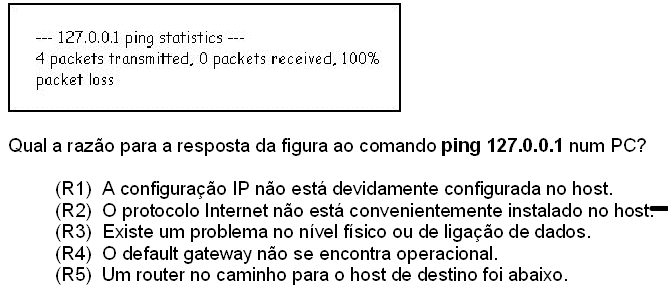 --- 127.0.0.1 ping statistics ---
4 packets transmitted, 0 packets received, 100%
packet loss
Qual a razão para a resposta da figura ao comando ping 127.0.0.1 num PC?
(R1) A configuração IP não está devidamente configurada no host.
(R2) O protocolo Internet não está convenientemente instalado no host.
(R3) Existe um problema no nível físico ou de ligação de dados.
(R4) O default gateway não se encontra operacional.
(R5) Um router no caminho para o host de destino foi abaixo.